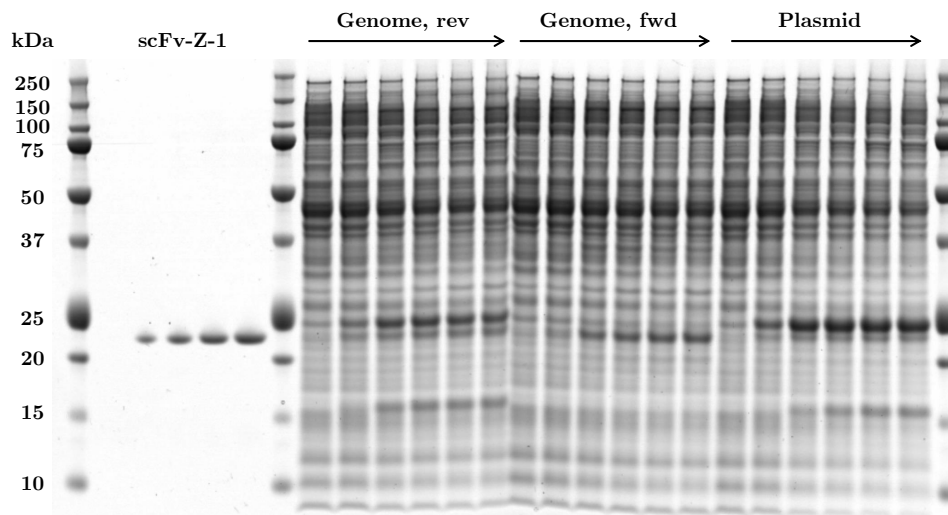 Genome, rev
Genome, fwd
Plasmid
kDa
scFv-Z-1
250
150
100
75
50
37
25
20
15
10